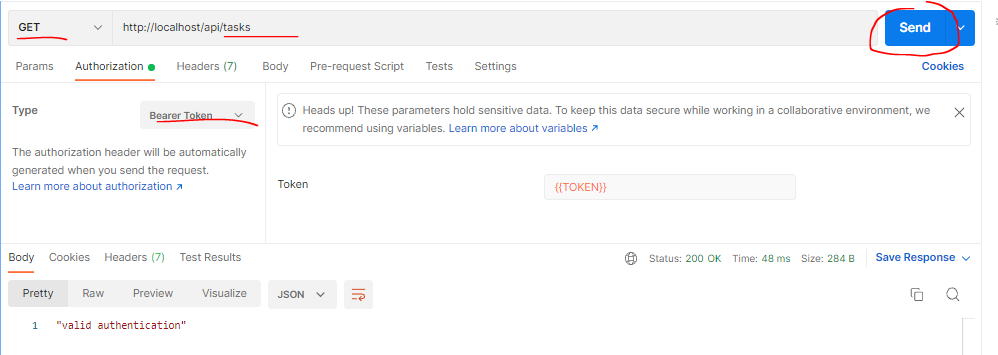 GET http://localhost/api/tasks Send
Params Authorization Headers (7) Body Pre-request Script Tests Settings Cookies
Type Bearer Token
The authorization header will be automatically
generated when you send the request.
Learn more about authorization ↗
Heads up! These parameters hold sensitive data. To keep this data secure while working in a collaborative environment, we
recommend using variables. Learn more about variables ↗
Token {{TOKEN}}
Body Cookies Headers (7) Test Results Status: 200 OK Time: 48 ms Size: 284 B Save Response
Pretty Raw Preview Visualize JSON
1 "valid authentication"